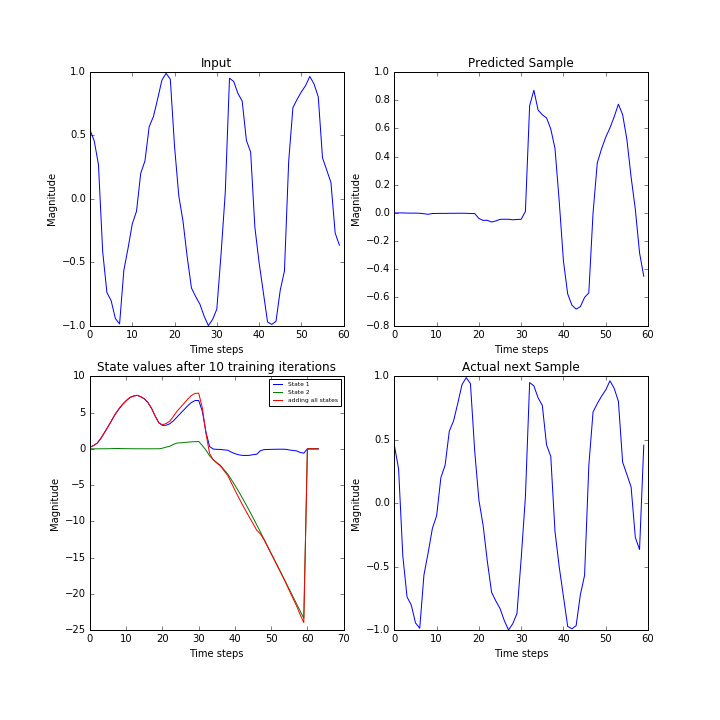 Input
1.0
0.5
0.0
−0.5
−1.0
Magnitude
0 10 20 30 40 50 60
Time steps
Predicted Sample
1.0
0.8
0.6
0.4
0.2
0.0
−0.2
−0.4
−0.6
−0.8
Magnitude
0 10 20 30 40 50 60
Time steps
State values after 10 training iterations
10
5
0
−5
−10
−15
−20
−25
Magnitude
State 1
State 2
adding all states
0 10 20 30 40 50 60 70
Time steps
Actual next Sample
1.0
0.5
0.0
−0.5
−1.0
Magnitude
0 10 20 30 40 50 60
Time steps